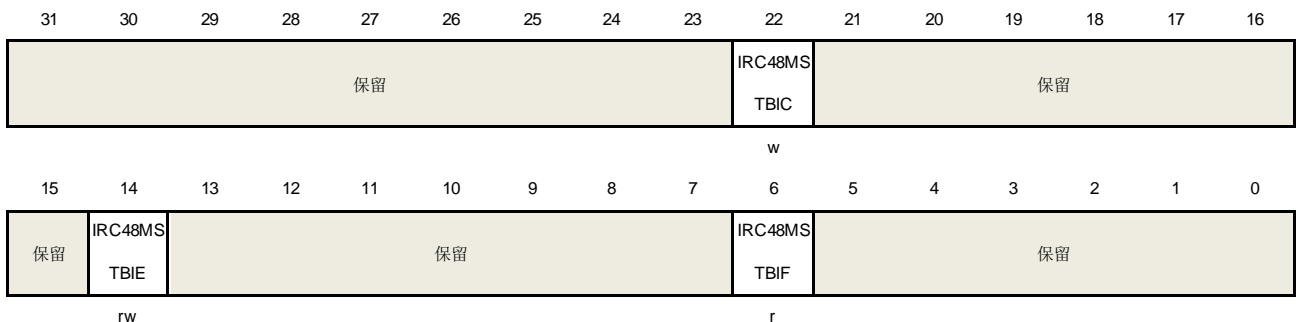 31 30 29 28 27 26 25 24 23 22 21 20 19 18 17 16
保留 IRC48MS TBIC 保留
w
15 14 13 12 11 10 9 8 7 6 5 4 3 2 1 0
保留 IRC48MS TBIE 保留 IRC48MS TBIF 保留
rw r